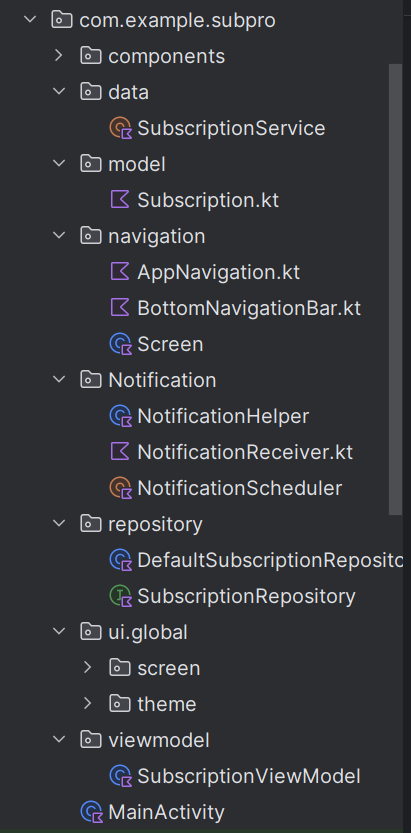 com.example.subpro
components
data
SubscriptionService
model
Subscription.kt
navigation
AppNavigation.kt
BottomNavigationBar.kt
Screen
Notification
NotificationHelper
NotificationReceiver.kt
NotificationScheduler
repository
DefaultSubscriptionReposito
SubscriptionRepository
ui.global
screen
theme
viewmodel
SubscriptionViewModel
MainActivity